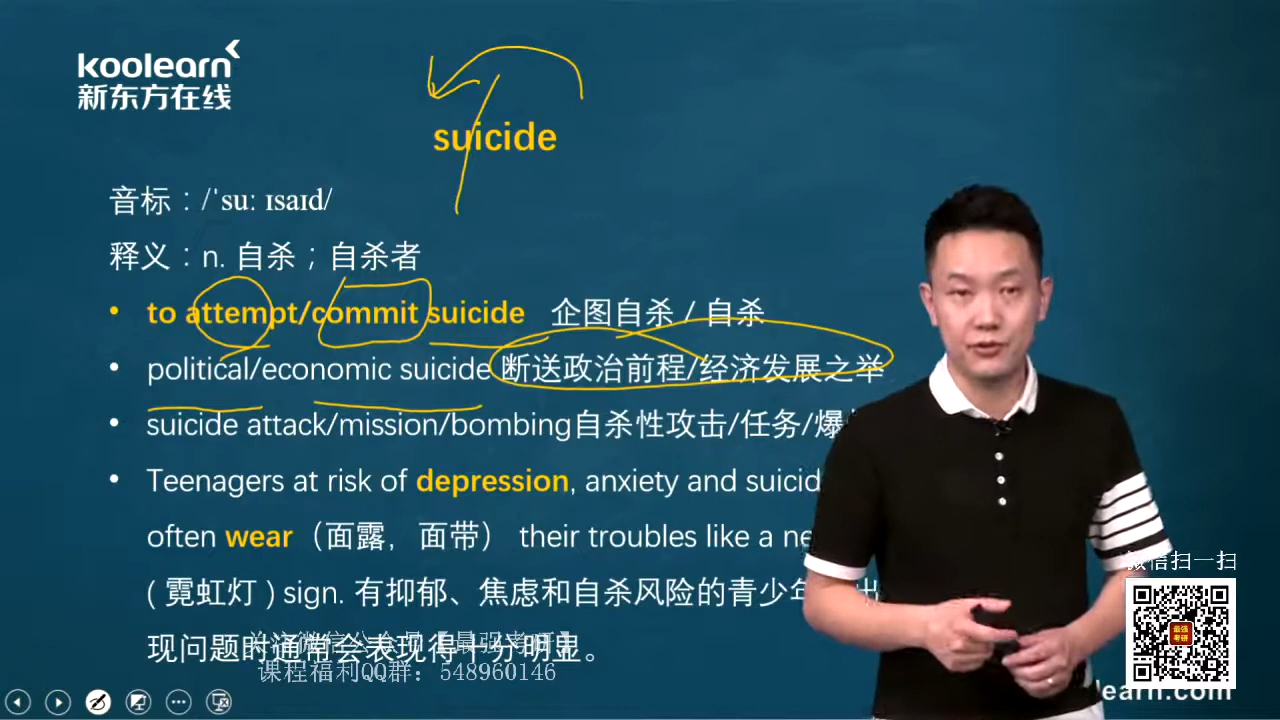 koolearn
新东方在线
suicide
音标：/ˈsuː ɪsaɪd/
释义：n. 自杀；自杀者
• to attempt/commit suicide 企图自杀 / 自杀
• political/economic suicide 断送政治前程/经济发展之举
• suicide attack/mission/bombing自杀性攻击/任务/爆
• Teenagers at risk of depression, anxiety and suicid
often wear（面露，面带） their troubles like a ne
( 霓虹灯 ) sign. 有抑郁、焦虑和自杀风险的青少年 出
现问题时通常会表现得 分明显。
课程福利QQ群：548960146
微信扫一扫
最强
考研
learn.com